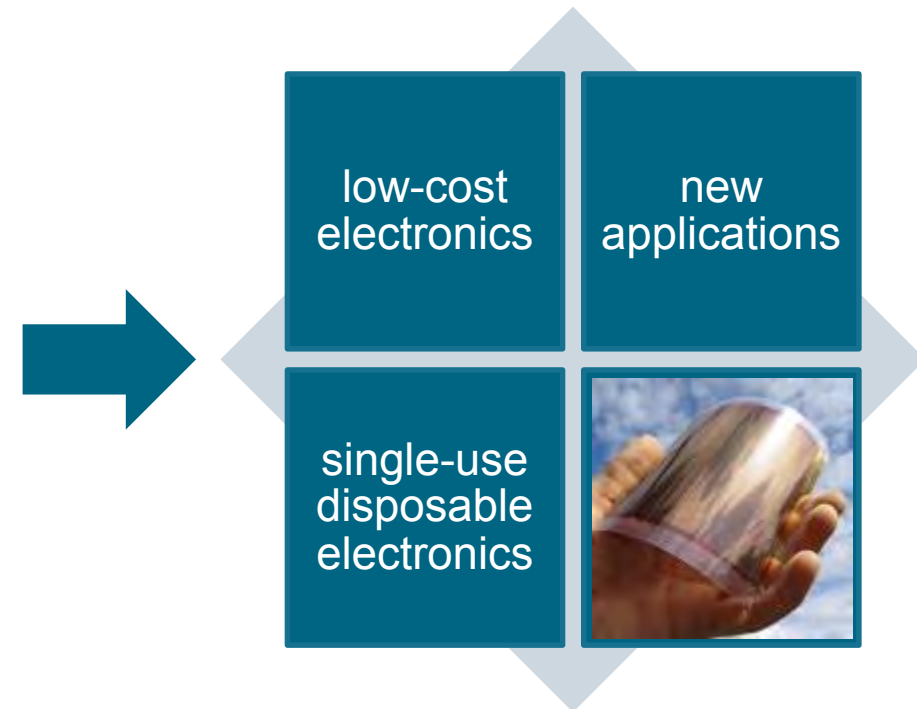 low-cost
electronics
new
applications
single-use
disposable
electronics